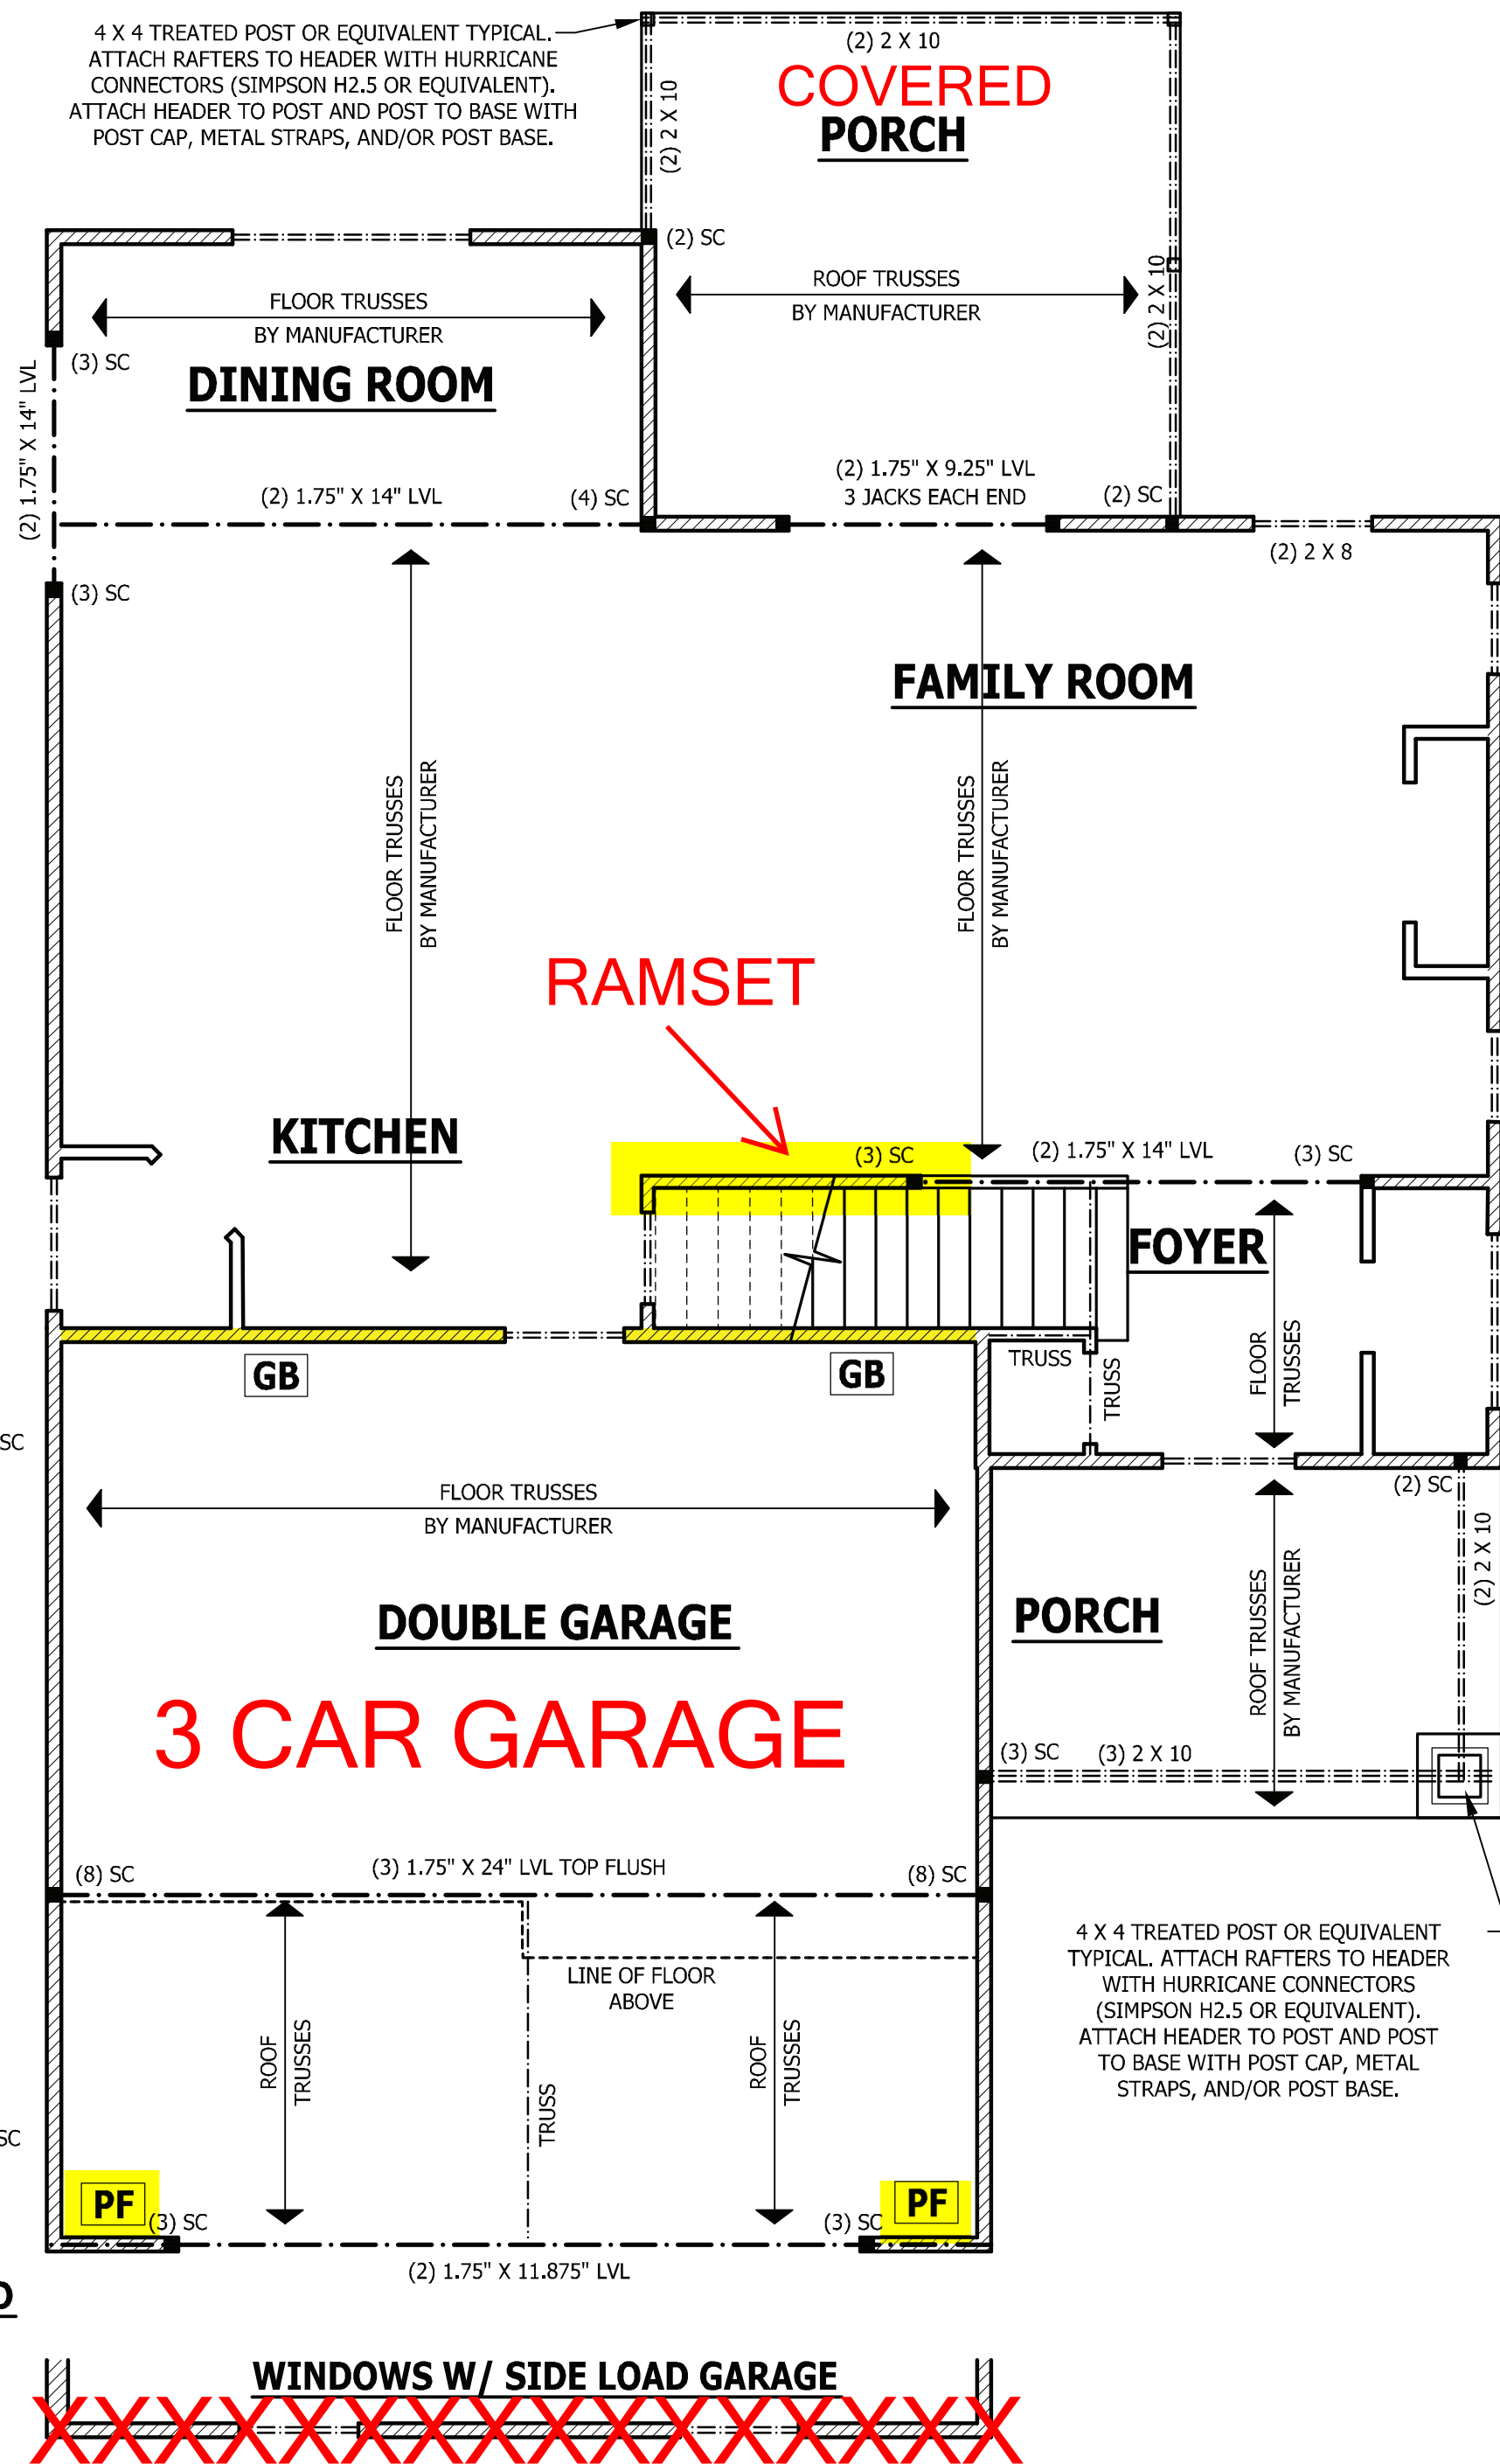 4 X 4 TREATED POST OR EQUIVALENT TYPICAL.
ATTACH RAFTERS TO HEADER WITH HURRICANE
CONNECTORS (SIMPSON H2.5 OR EQUIVALENT).
ATTACH HEADER TO POST AND POST TO BASE WITH
POST CAP, METAL STRAPS, AND/OR POST BASE.
(2) 2 X 10
COVERED
PORCH
(2) 2 X 10
(2) SC
ROOF TRUSSES
BY MANUFACTURER
(2) 2 X 10
FLOOR TRUSSES
BY MANUFACTURER
DINING ROOM
(3) SC
(2) 1.75" X 14" LVL
(2) 1.75" X 14" LVL
(4) SC
(2) 1.75" X 9.25" LVL
3 JACKS EACH END
(2) SC
(2) 2 X 8
(3) SC
FAMILY ROOM
FLOOR TRUSSES
BY MANUFACTURER
FLOOR TRUSSES
BY MANUFACTURER
RAMSET
KITCHEN
(3) SC
(2) 1.75" X 14" LVL
(3) SC
FOYER
GB
GB
TRUSS
TRUSS
FLOOR
TRUSSES
SC
FLOOR TRUSSES
BY MANUFACTURER
(2) SC
(2) 2 X 10
DOUBLE GARAGE
3 CAR GARAGE
PORCH
ROOF TRUSSES
BY MANUFACTURER
(3) SC
(3) 2 X 10
(8) SC
(3) 1.75" X 24" LVL TOP FLUSH
(8) SC
LINE OF FLOOR
ABOVE
4 X 4 TREATED POST OR EQUIVALENT
TYPICAL. ATTACH RAFTERS TO HEADER
WITH HURRICANE CONNECTORS
(SIMPSON H2.5 OR EQUIVALENT).
ATTACH HEADER TO POST AND POST
TO BASE WITH POST CAP, METAL
STRAPS, AND/OR POST BASE.
ROOF
TRUSSES
TRUSS
ROOF
TRUSSES
SC
PF
(3) SC
(3) SC
PF
(2) 1.75" X 11.875" LVL
WINDOWS W/ SIDE LOAD GARAGE
XXXXXXXXXXXXXXXX